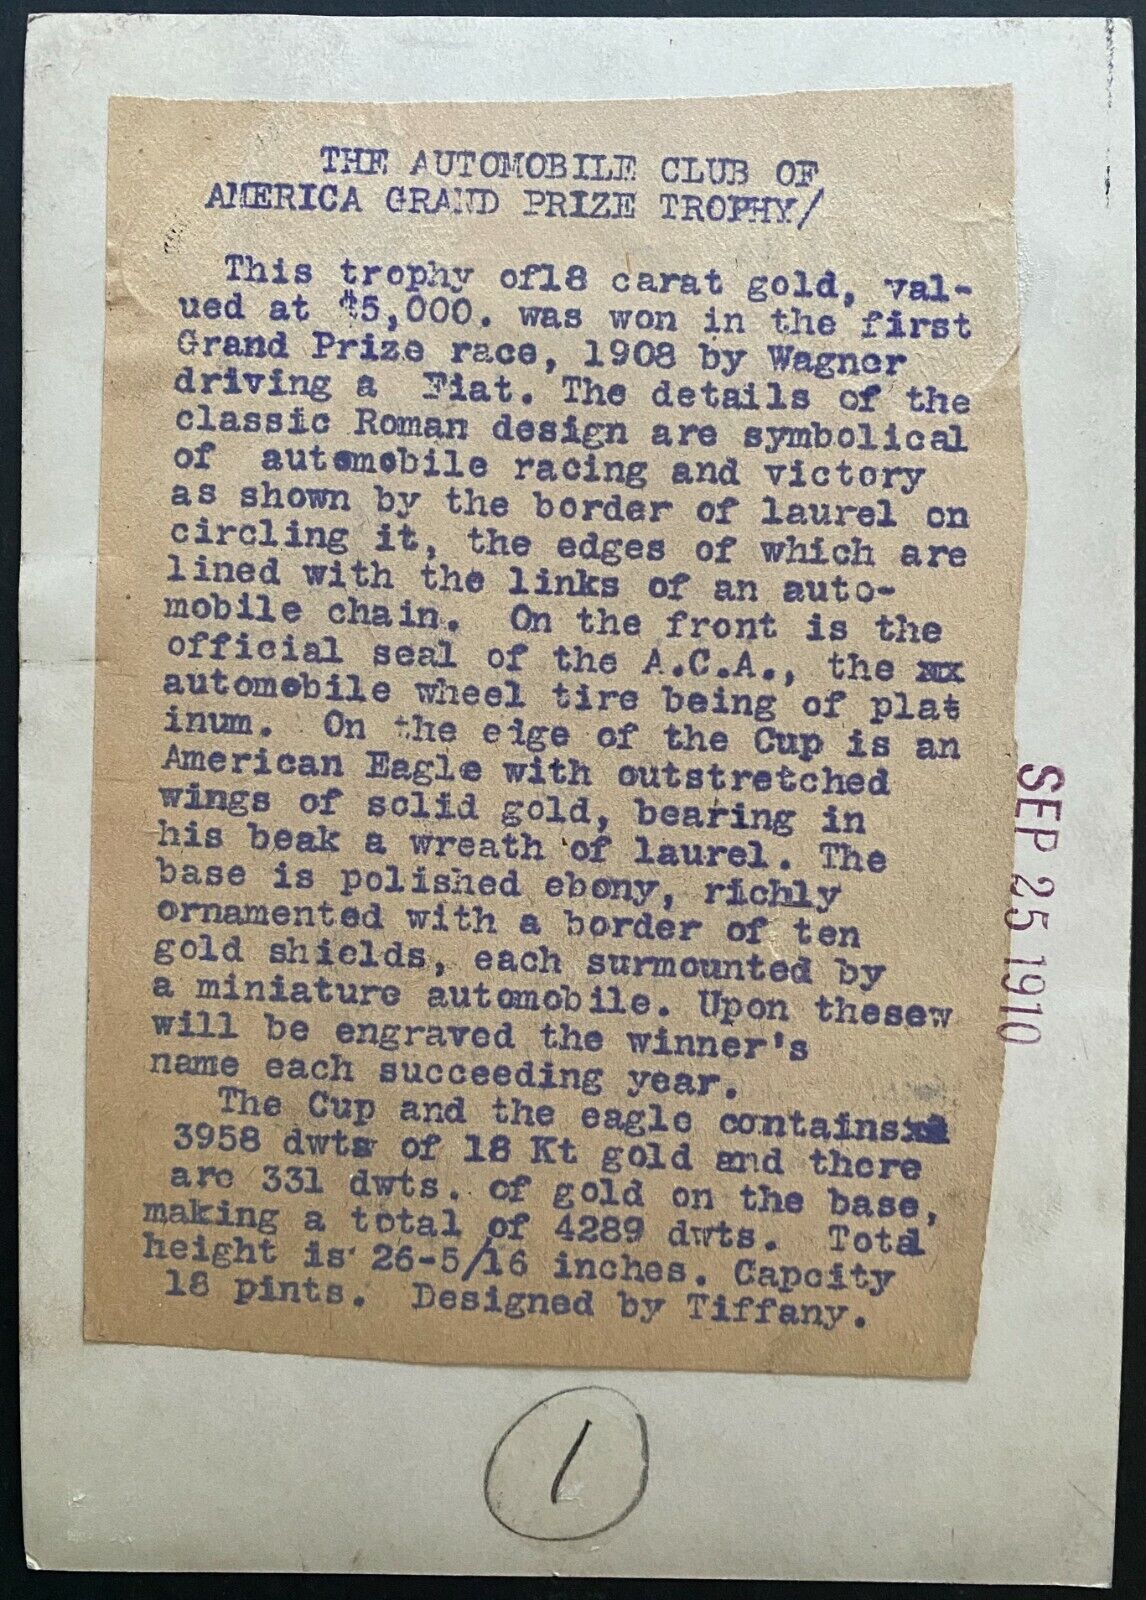 THE AUTOMOBILE CLUB OF
AMERICA GRAND PRIZE TROPHY/
This trophy of18 carat gold, val-
ued at $5,000. was won in the first
Grand Prize race, 1908 by Wagner
driving a Fiat. The details of the
classic Roman design are symbolical
of automobile racing and victory
as shown by the border of laurel on
circling it, the edges of which are
lined with the links of an auto-
mobile chain. On the front is the
official seal of the A.C.A., the
automobile wheel tire being of plat
inum. On the edge of the Cup is an
American Eagle with outstretched
wings of solid gold, bearing in
his beak a wreath of laurel. The
base is polished ebony, richly
ornamented with a border of ten
gold shields, each surmounted by
a miniature automobile. Upon thesew
will be engraved the winner's
name each succeeding year.
The Cup and the eagle contains
3958 dwts of 18 Kt gold and there
are 331 dwts. of gold on the base,
making a total of 4289 dwts. Total
height is 26-5/16 inches. Capcity
18 pints. Designed by Tiffany.
SEP 25 1910
1